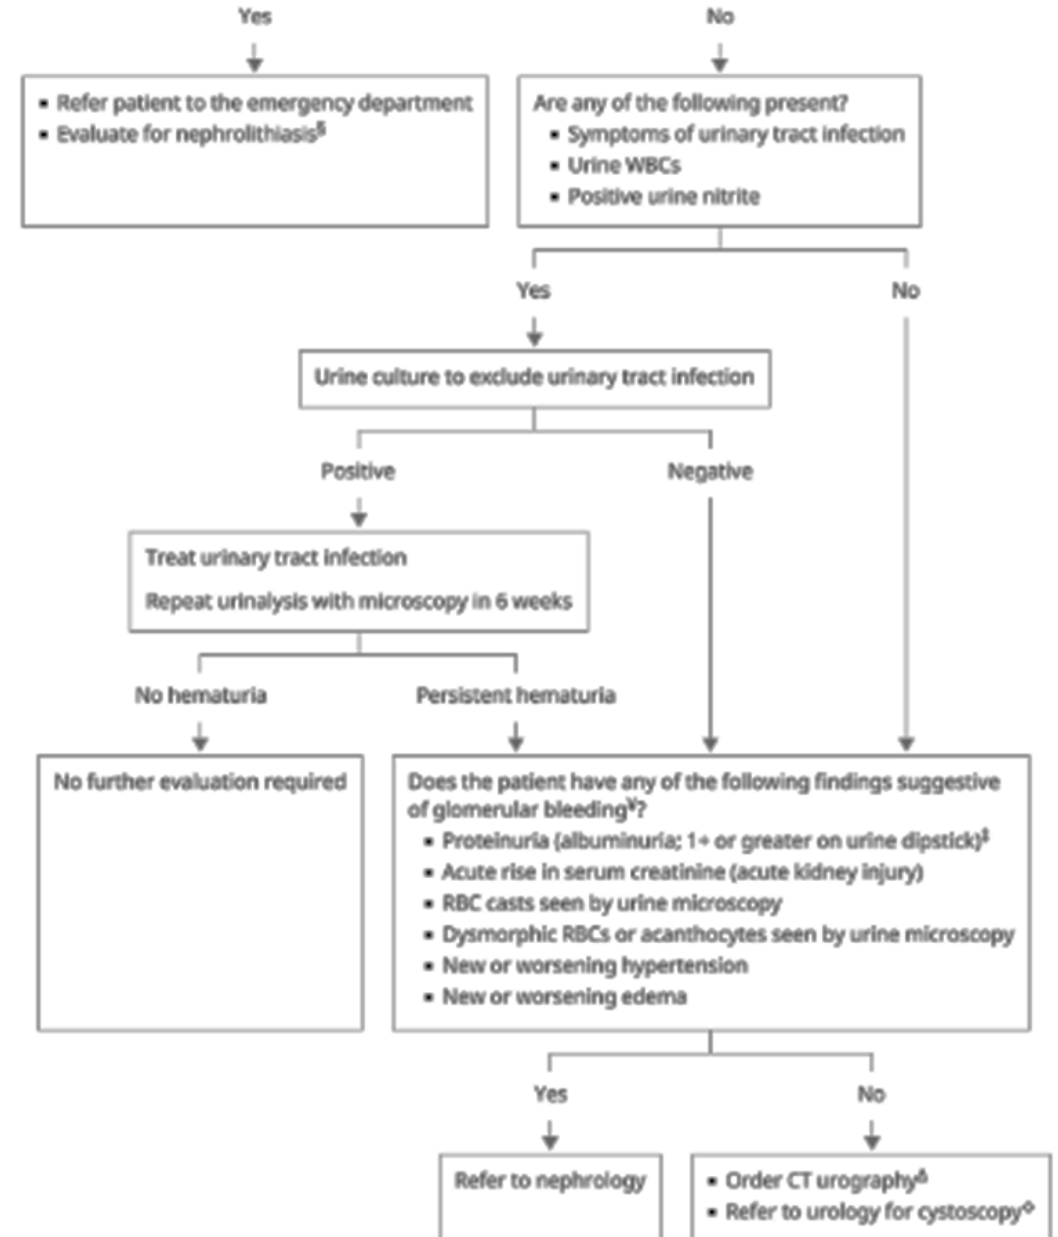 Yes
No
▪ Refer patient to the emergency department
▪ Evaluate for nephrolithiasis§
Are any of the following present?
▪ Symptoms of urinary tract infection
▪ Urine WBCs
▪ Positive urine nitrite
Yes
No
Urine culture to exclude urinary tract infection
Positive
Negative
Treat urinary tract infection
Repeat urinalysis with microscopy in 6 weeks
No hematuria
Persistent hematuria
No further evaluation required
Does the patient have any of the following findings suggestive
of glomerular bleeding¥?
▪ Proteinuria (albuminuria; 1+ or greater on urine dipstick)‡
▪ Acute rise in serum creatinine (acute kidney injury)
▪ RBC casts seen by urine microscopy
▪ Dysmorphic RBCs or acanthocytes seen by urine microscopy
▪ New or worsening hypertension
▪ New or worsening edema
Yes
No
Refer to nephrology
▪ Order CT urographyΔ
▪ Refer to urology for cystoscopy◇